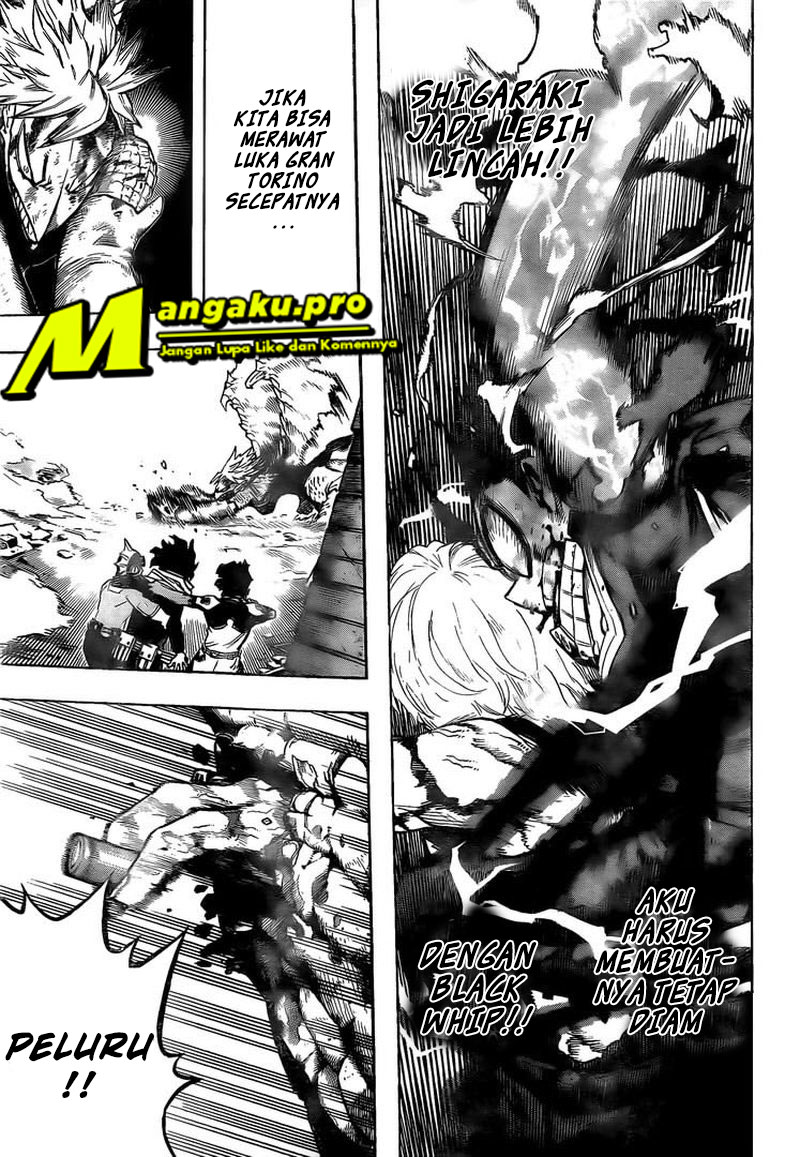 SHIGARAKI
JADI LEBIH
LINCAH!!
AKU
HARUS
MEMBUAT-
NYA TETAP
DIAM
DENGAN
BLACK
WHIP!!
JIKA
KITA BISA
MERAWAT
LUKA GRAN
TORINO
SECEPATNYA
...
Mangaku.pro
Jangan Lupa Like dan Komennya
PELURU
!!